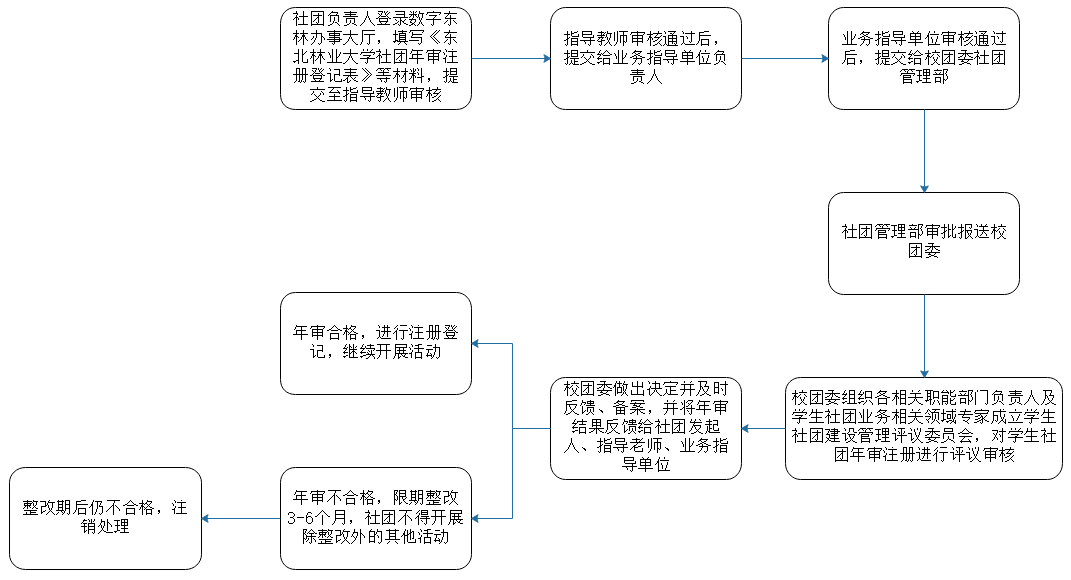 社团负责人登录数字东
林办事大厅，填写《东
北林业大学社团年审注
册登记表》等材料，提
交至指导教师审核
指导教师审核通过后，
提交给业务指导单位负
责人
业务指导单位审核通过
后，提交给校团委社团
管理部
社团管理部审批报送校
团委
校团委组织各相关职能部门负责人及
学生社团业务相关领域专家成立学生
社团建设管理评议委员会，对学生社
团年审注册进行评议审核
校团委做出决定并及时
反馈、备案，并将年审
结果反馈给社团发起
人、指导老师、业务指
导单位
年审合格，进行注册登
记，继续开展活动
年审不合格，限期整改
3-6个月，社团不得开展
除整改外的其他活动
整改期后仍不合格，注
销处理